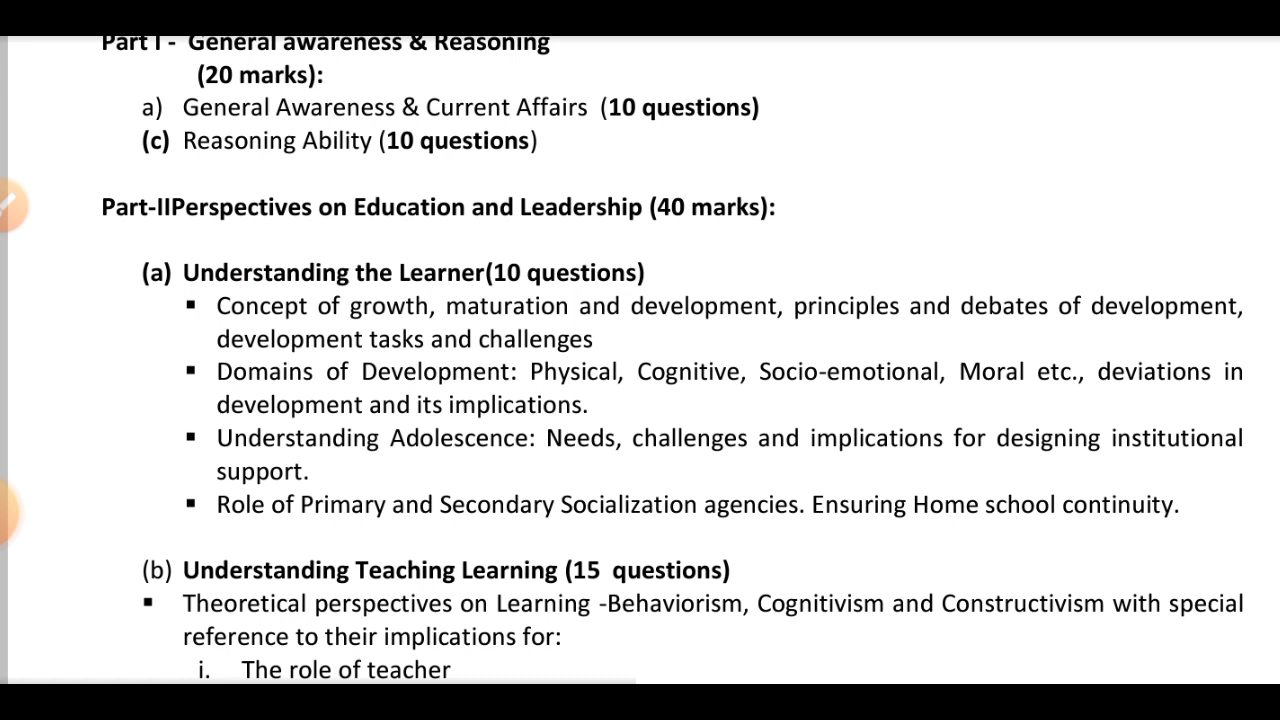 Part I - General awareness & Reasoning
(20 marks):
a) General Awareness & Current Affairs (10 questions)
(c) Reasoning Ability (10 questions)
Part-IIPerspectives on Education and Leadership (40 marks):
(a) Understanding the Learner(10 questions)
▪ Concept of growth, maturation and development, principles and debates of development,
development tasks and challenges
▪ Domains of Development: Physical, Cognitive, Socio-emotional, Moral etc., deviations in
development and its implications.
▪ Understanding Adolescence: Needs, challenges and implications for designing institutional
support.
▪ Role of Primary and Secondary Socialization agencies. Ensuring Home school continuity.
(b) Understanding Teaching Learning (15 questions)
▪ Theoretical perspectives on Learning -Behaviorism, Cognitivism and Constructivism with special
reference to their implications for:
i. The role of teacher